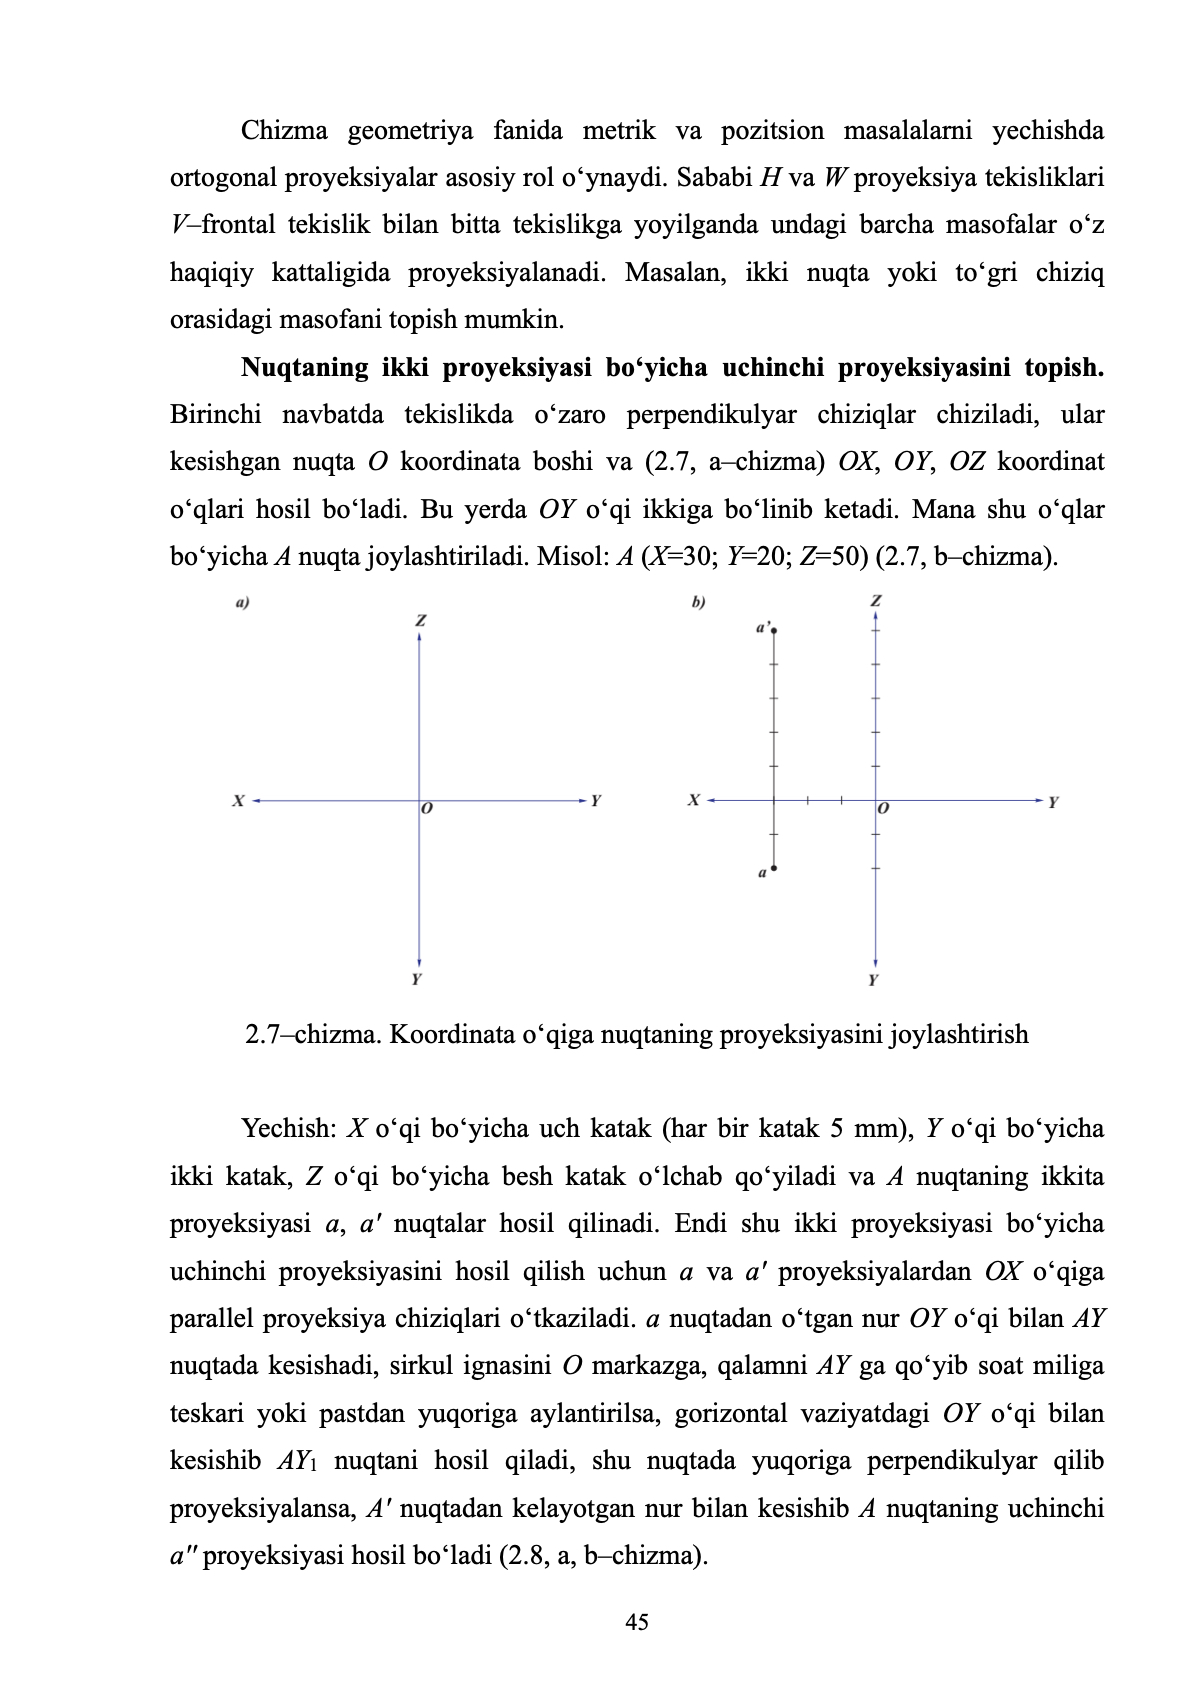 Chizma geometriya fanida metrik va pozitsion masalalarni yechishda
ortogonal proyeksiyalar asosiy rol o‘ynaydi. Sababi H va W proyeksiya tekisliklari
V–frontal tekislik bilan bitta tekislikga yoyilganda undagi barcha masofalar o‘z
haqiqiy kattaligida proyeksiyalanadi. Masalan, ikki nuqta yoki to‘gri chiziq
orasidagi masofani topish mumkin.
Nuqtaning ikki proyeksiyasi bo‘yicha uchinchi proyeksiyasini topish.
Birinchi navbatda tekislikda o‘zaro perpendikulyar chiziqlar chiziladi, ular
kesishgan nuqta O koordinata boshi va (2.7, a–chizma) OX, OY, OZ koordinat
o‘qlari hosil bo‘ladi. Bu yerda OY o‘qi ikkiga bo‘linib ketadi. Mana shu o‘qlar
bo‘yicha A nuqta joylashtiriladi. Misol: A (X=30; Y=20; Z=50) (2.7, b–chizma).
a)
Z
X
O
Y
Y
b)
Z
a’
X
O
Y
a
Y
2.7–chizma. Koordinata o‘qiga nuqtaning proyeksiyasini joylashtirish
Yechish: X o‘qi bo‘yicha uch katak (har bir katak 5 mm), Y o‘qi bo‘yicha
ikki katak, Z o‘qi bo‘yicha besh katak o‘lchab qo‘yiladi va A nuqtaning ikkita
proyeksiyasi a, a′ nuqtalar hosil qilinadi. Endi shu ikki proyeksiyasi bo‘yicha
uchinchi proyeksiyasini hosil qilish uchun a va a′ proyeksiyalardan OX o‘qiga
parallel proyeksiya chiziqlari o‘tkaziladi. a nuqtadan o‘tgan nur OY o‘qi bilan AY
nuqtada kesishadi, sirkul ignasini O markazga, qalamni AY ga qo‘yib soat miliga
teskari yoki pastdan yuqoriga aylantirilsa, gorizontal vaziyatdagi OY o‘qi bilan
kesishib AY₁ nuqtani hosil qiladi, shu nuqtada yuqoriga perpendikulyar qilib
proyeksiyalansa, A′ nuqtadan kelayotgan nur bilan kesishib A nuqtaning uchinchi
a″ proyeksiyasi hosil bo‘ladi (2.8, a, b–chizma).
45